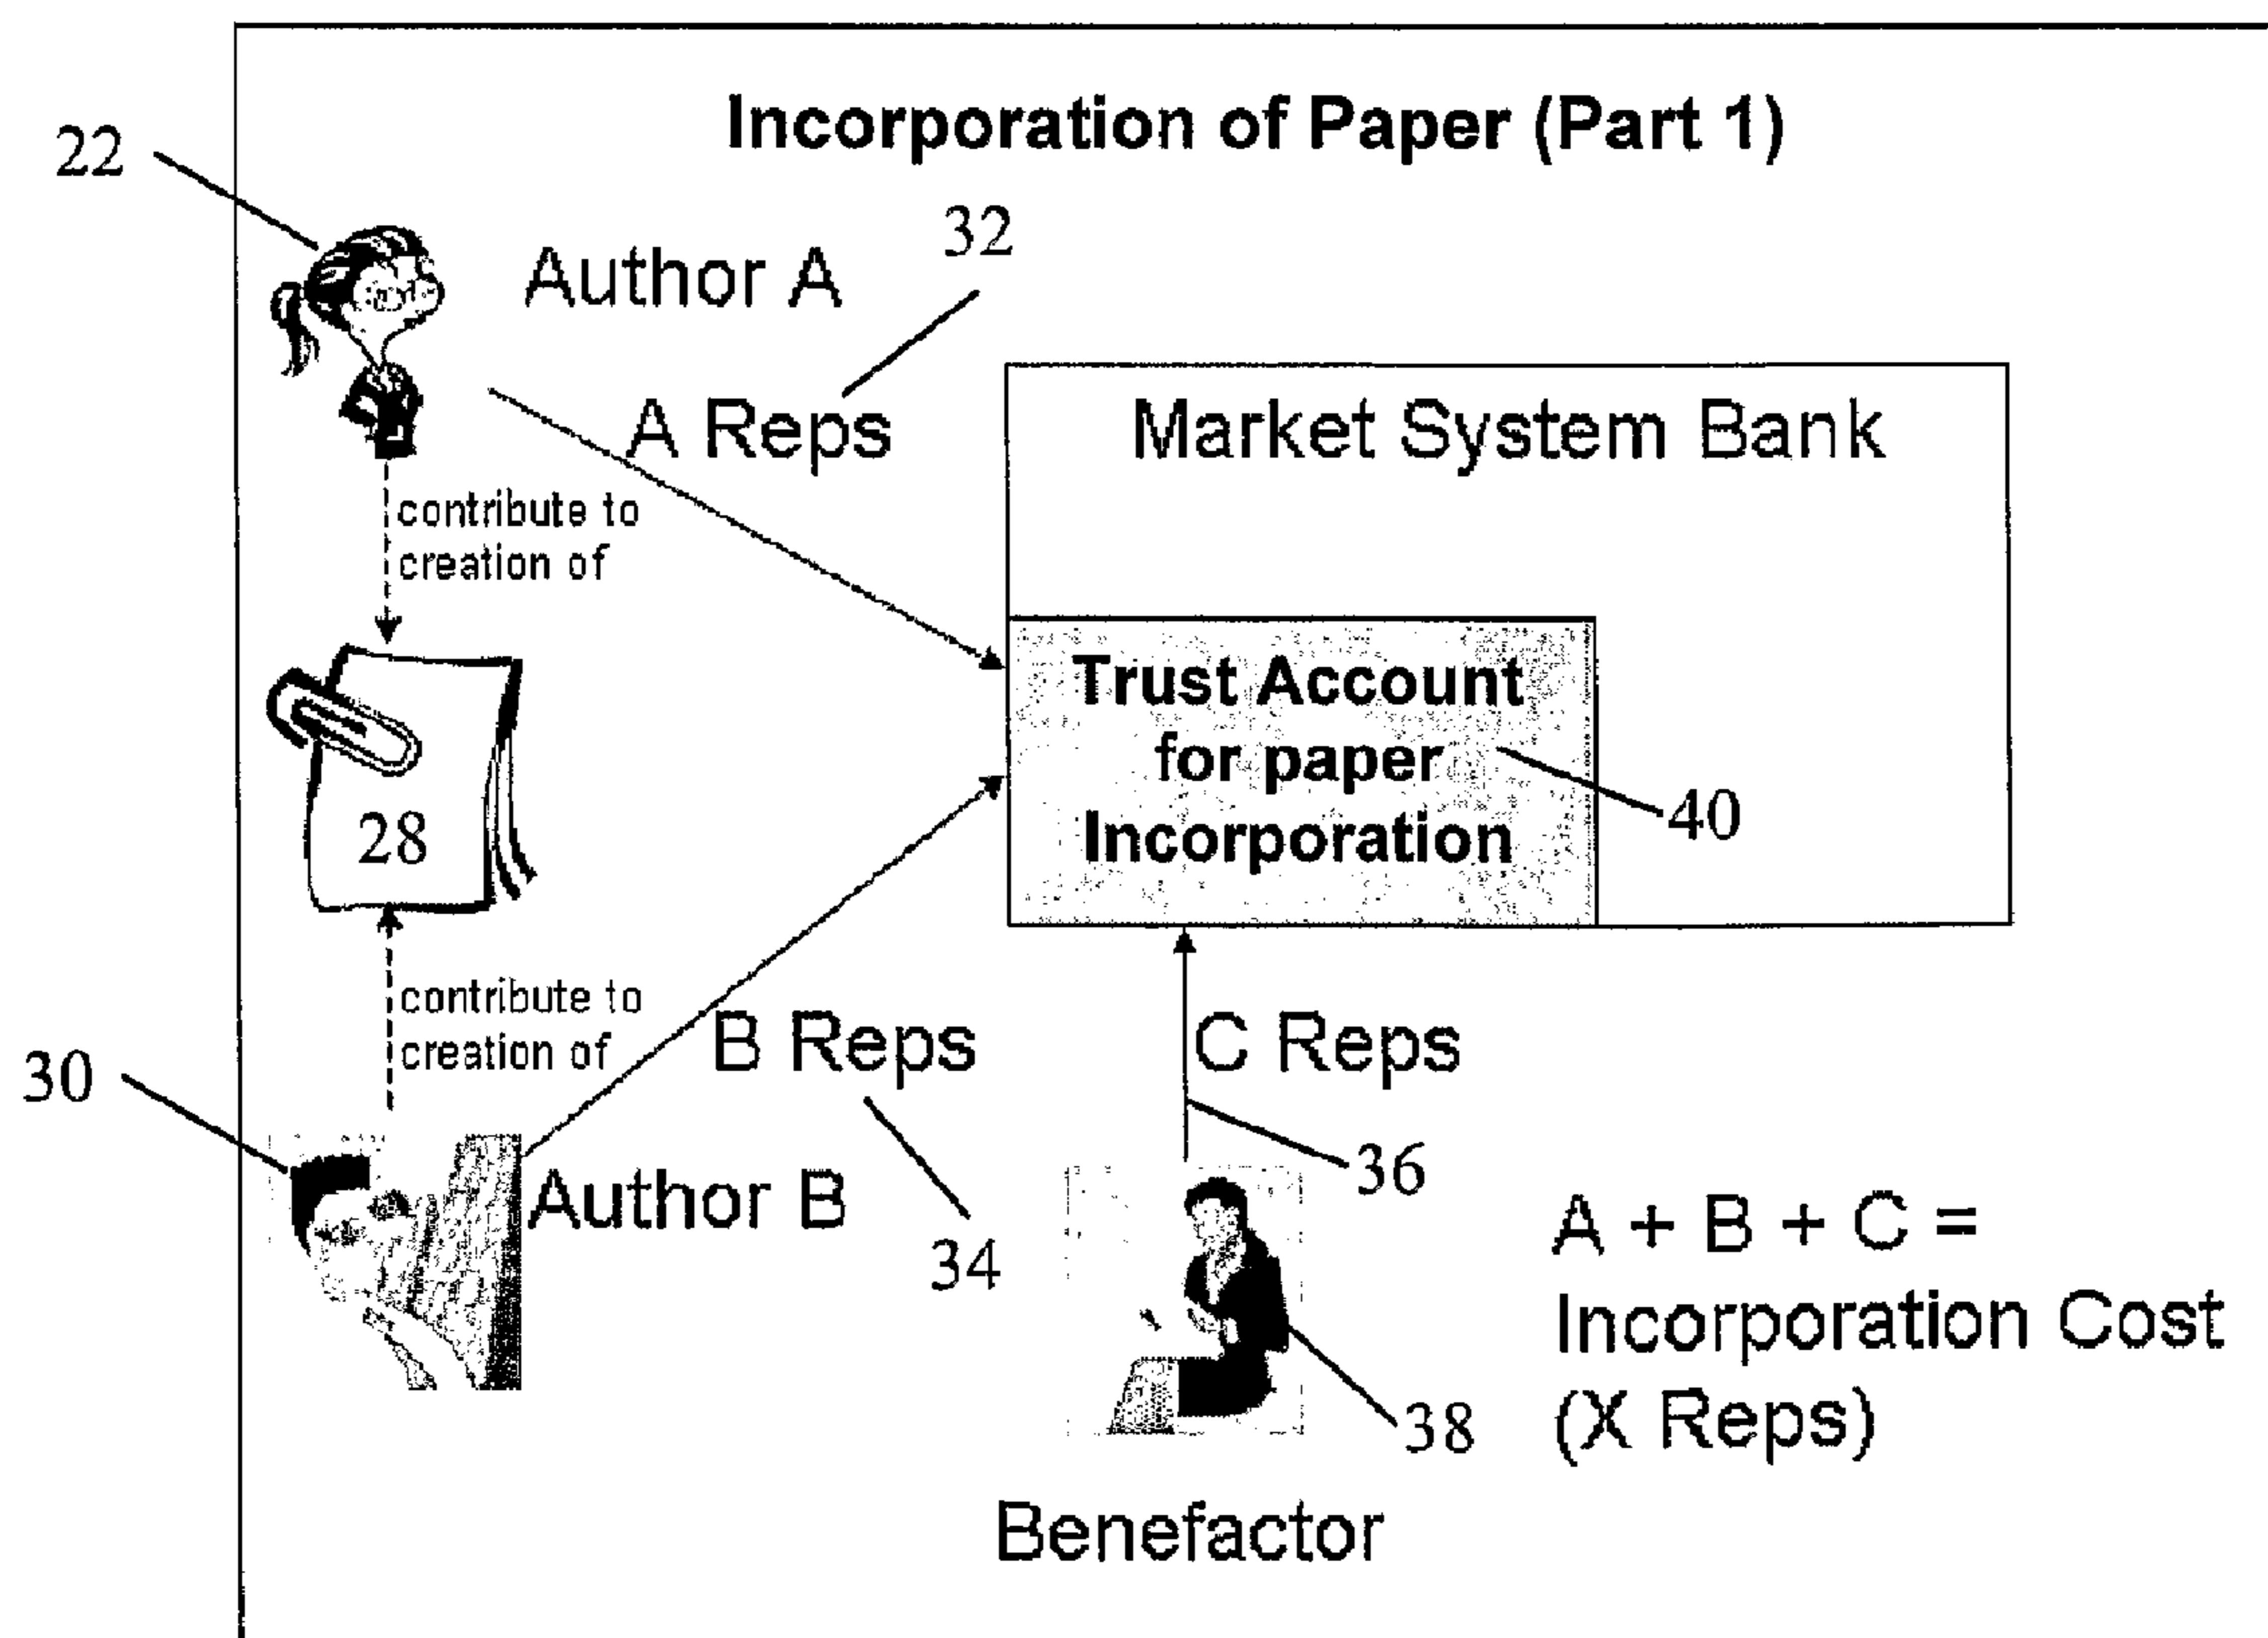 Incorporation of Paper (Part 1)
22
32
Author A
A Reps
Market System Bank
contribute to
creation of
Trust Account
for paper
Incorporation
40
28
contribute to
creation of
B Reps
C Reps
30
36
Author B
34
A + B + C =
Incorporation Cost
(X Reps)
38
Benefactor